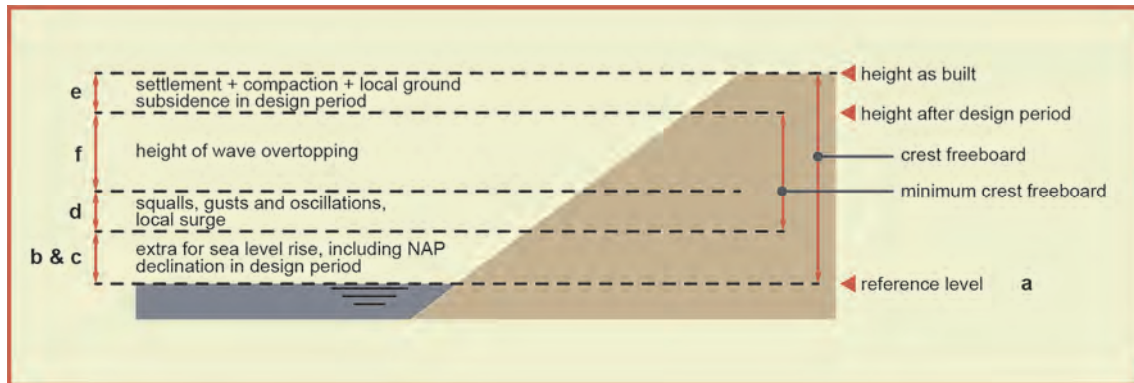 e
settlement + compaction + local ground
subsidence in design period
height as built
height after design period
f
height of wave overtopping
crest freeboard
minimum crest freeboard
d
squalls, gusts and oscillations,
local surge
b & c
extra for sea level rise, including NAP
declination in design period
reference level a